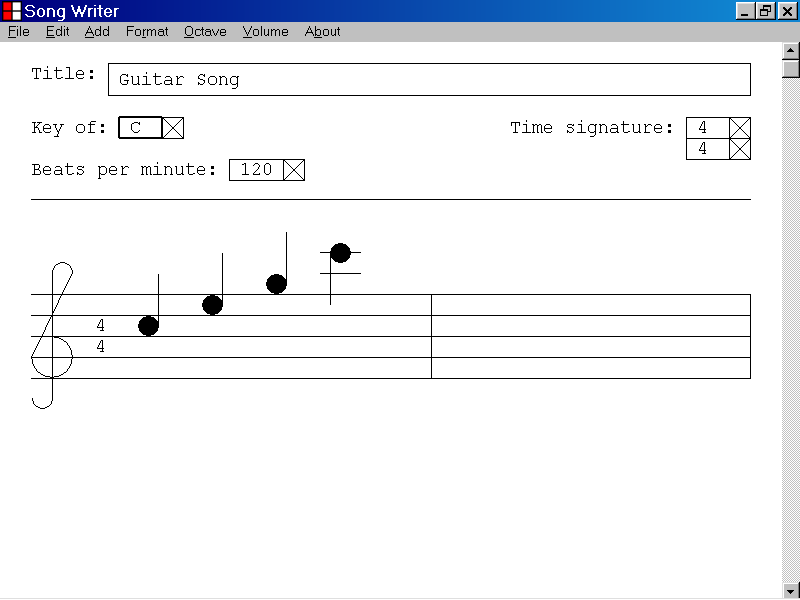 Song Writer
File Edit Add Format Octave Volume About
Title: Guitar Song
Key of: C Time signature: 4
4
Beats per minute: 120
4
4